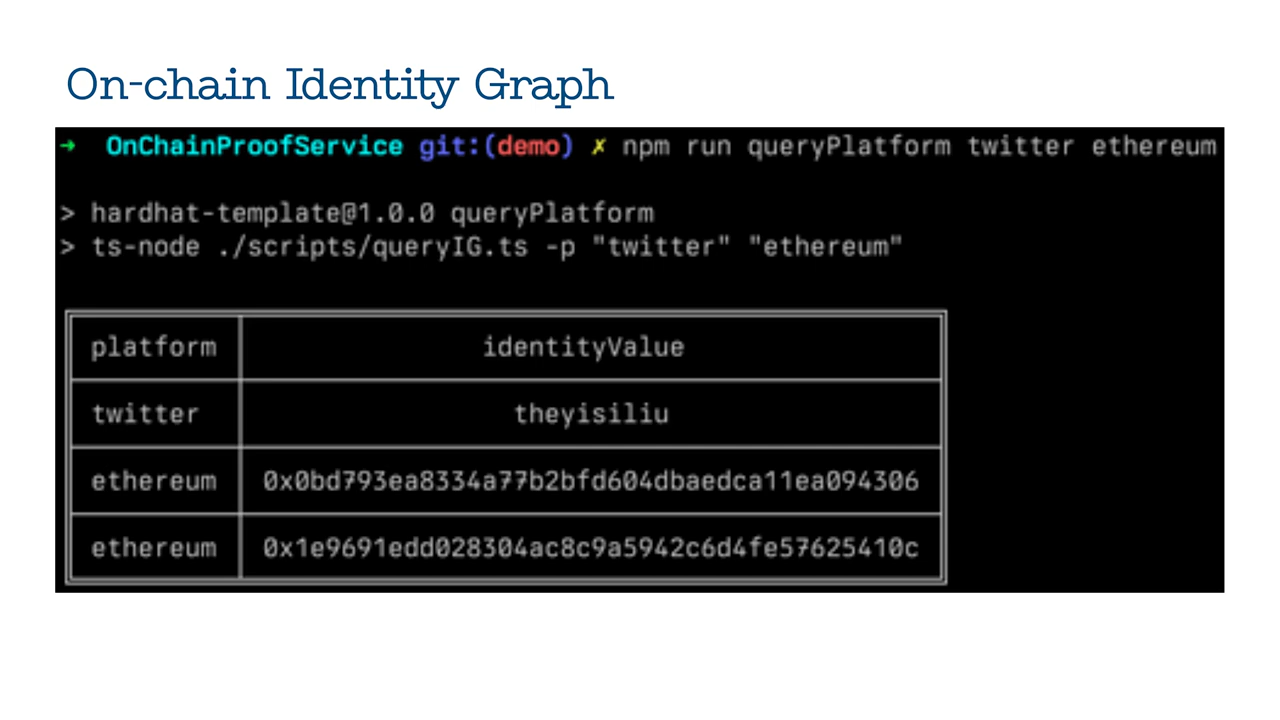 On-chain Identity Graph
→ OnChainProofService git:(demo) ✗ npm run queryPlatform twitter ethereum
> hardhat-template@1.0.0 queryPlatform
> ts-node ./scripts/queryIG.ts -p "twitter" "ethereum"
platform identityValue
twitter theyisiliu
ethereum 0x0bd793ea8334a77b2bfd604dbaedca11ea094306
ethereum 0x1e9691edd028304ac8c9a5942c6d4fe57625410c